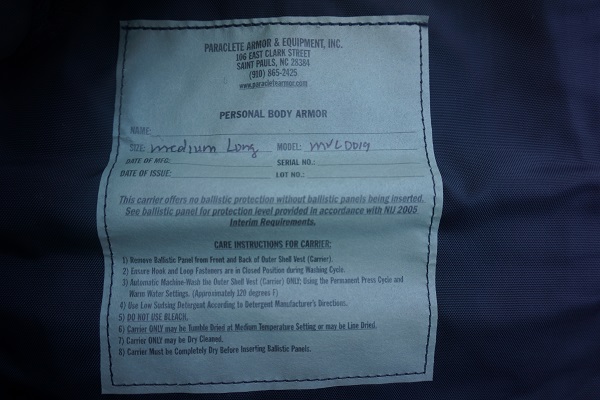 PARACLETE ARMOR & EQUIPMENT, INC.
106 EAST CLARK STREET
SAINT PAULS, NC 28384
(910) 865-2425
www.paracletearmor.com
PERSONAL BODY ARMOR
NAME:
SIZE: medium Long MODEL: MVLDD19
DATE OF MFG: SERIAL NO.:
DATE OF ISSUE: LOT NO.:
This carrier offers no ballistic protection without ballistic panels being inserted.
See ballistic panel for protection level provided in accordance with NIJ 2005
Interim Requirements.
CARE INSTRUCTIONS FOR CARRIER:
1) Remove Ballistic Panel from Front and Back of Outer Shell Vest (Carrier).
2) Ensure Hook and Loop Fasteners are in Closed Position during Washing Cycle.
3) Automatic Machine-Wash the Outer Shell Vest (Carrier) ONLY; Using the Permanent Press Cycle and
Warm Water Settings. (Approximately 120 degrees F)
4) Use Low Sudsing Detergent According to Detergent Manufacturer's Directions.
5) DO NOT USE BLEACH.
6) Carrier ONLY may be Tumble Dried at Medium Temperature Setting or may be Line Dried.
7) Carrier may be Dry Cleaned.
8) Carrier Must be Completely Dry Before Inserting Ballistic Panels.